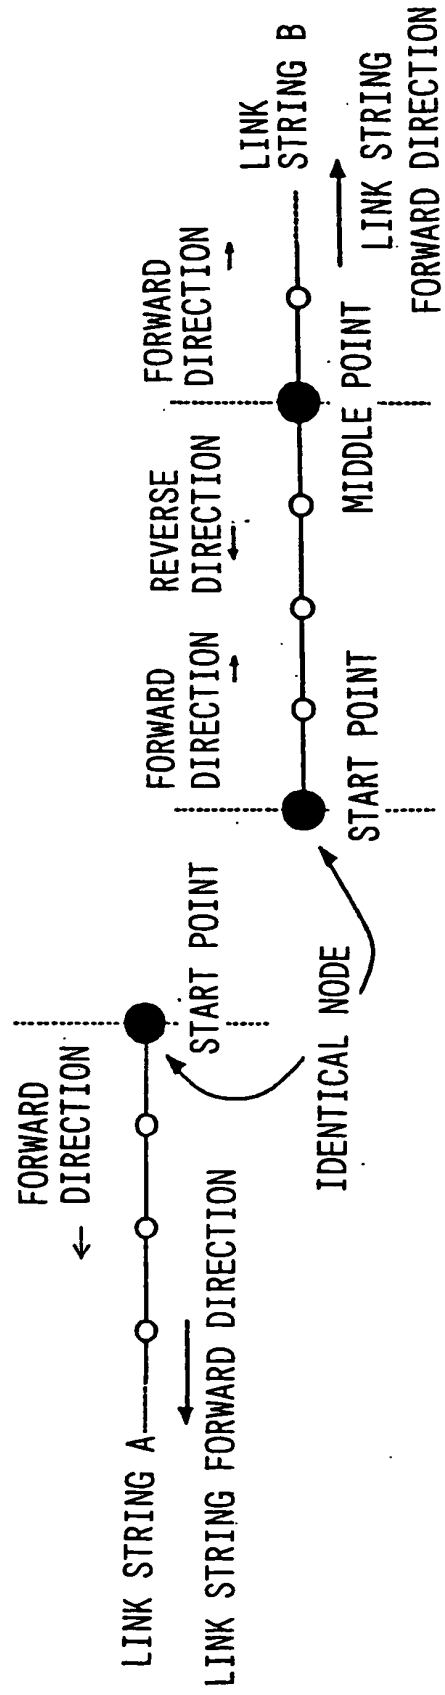 LINK STRING A
LINK STRING FORWARD DIRECTION
FORWARD
DIRECTION
START POINT
IDENTICAL NODE
FORWARD
DIRECTION
START POINT
REVERSE
DIRECTION
FORWARD
DIRECTION
MIDDLE POINT
LINK
STRING B
LINK STRING
FORWARD DIRECTION